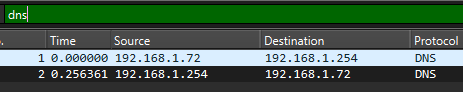 dns
. Time Source Destination Protocol
1 0.000000 192.168.1.72 192.168.1.254 DNS
2 0.256361 192.168.1.254 192.168.1.72 DNS